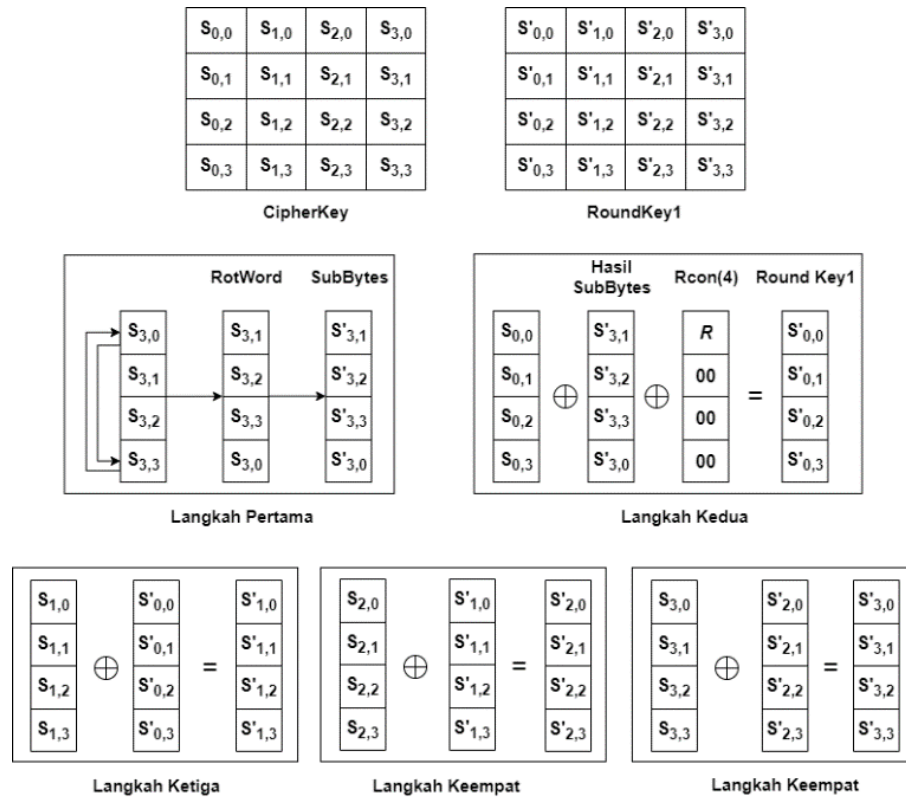 S0,0 S1,0 S2,0 S3,0
S0,1 S1,1 S2,1 S3,1
S0,2 S1,2 S2,2 S3,2
S0,3 S1,3 S2,3 S3,3
CipherKey
S'0,0 S'1,0 S'2,0 S'3,0
S'0,1 S'1,1 S'2,1 S'3,1
S'0,2 S'1,2 S'2,2 S'3,2
S'0,3 S'1,3 S'2,3 S'3,3
RoundKey1
RotWord SubBytes
S3,0 S3,1 S'3,1
S3,1 S3,2 S'3,2
S3,2 S3,3 S'3,3
S3,3 S3,0 S'3,0
Langkah Pertama
Hasil
SubBytes Rcon(4) Round Key1
S0,0 S'3,1 R S'0,0
S0,1 S'3,2 00 S'0,1
⊕ ⊕ =
S0,2 S'3,3 00 S'0,2
S0,3 S'3,0 00 S'0,3
Langkah Kedua
S1,0 S'0,0 S'1,0
S1,1 S'0,1 S'1,1
⊕ =
S1,2 S'0,2 S'1,2
S1,3 S'0,3 S'1,3
Langkah Ketiga
S2,0 S'1,0 S'2,0
S2,1 S'1,1 S'2,1
⊕ =
S2,2 S'1,2 S'2,2
S2,3 S'1,3 S'2,3
Langkah Keempat
S3,0 S'2,0 S'3,0
S3,1 S'2,1 S'3,1
⊕ =
S3,2 S'2,2 S'3,2
S3,3 S'2,3 S'3,3
Langkah Keempat